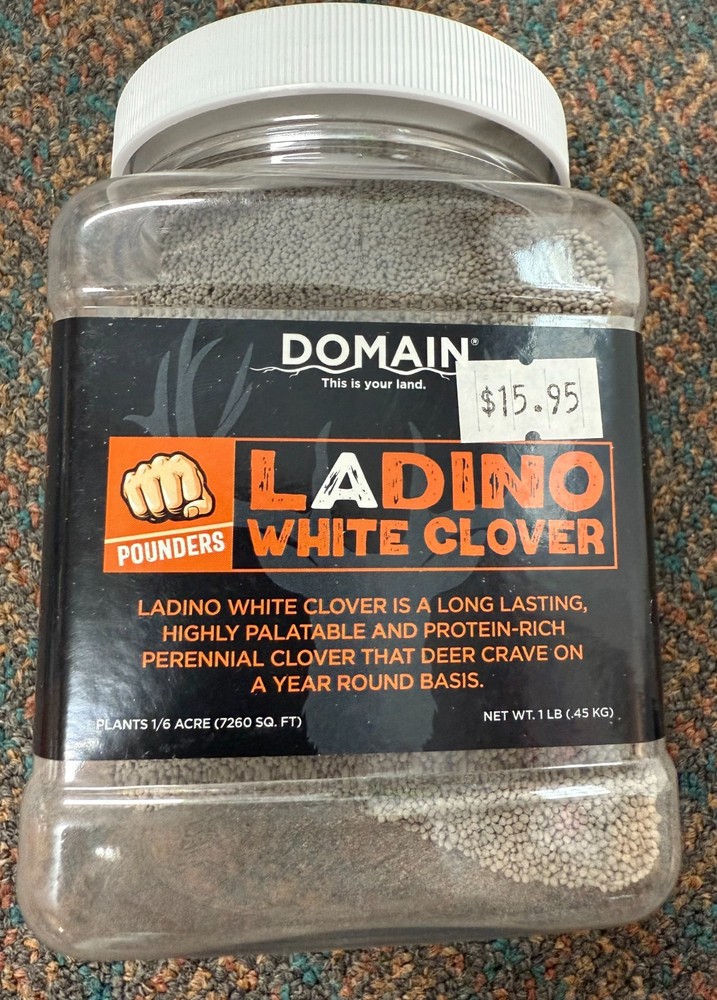 DOMAIN®
This is your land.
$15.95
POUNDERS
LADINO
WHITE CLOVER
LADINO WHITE CLOVER IS A LONG LASTING,
HIGHLY PALATABLE AND PROTEIN-RICH
PERENNIAL CLOVER THAT DEER CRAVE ON
A YEAR ROUND BASIS.
PLANTS 1/6 ACRE (7260 SQ. FT)
NET WT. 1 LB (.45 KG)